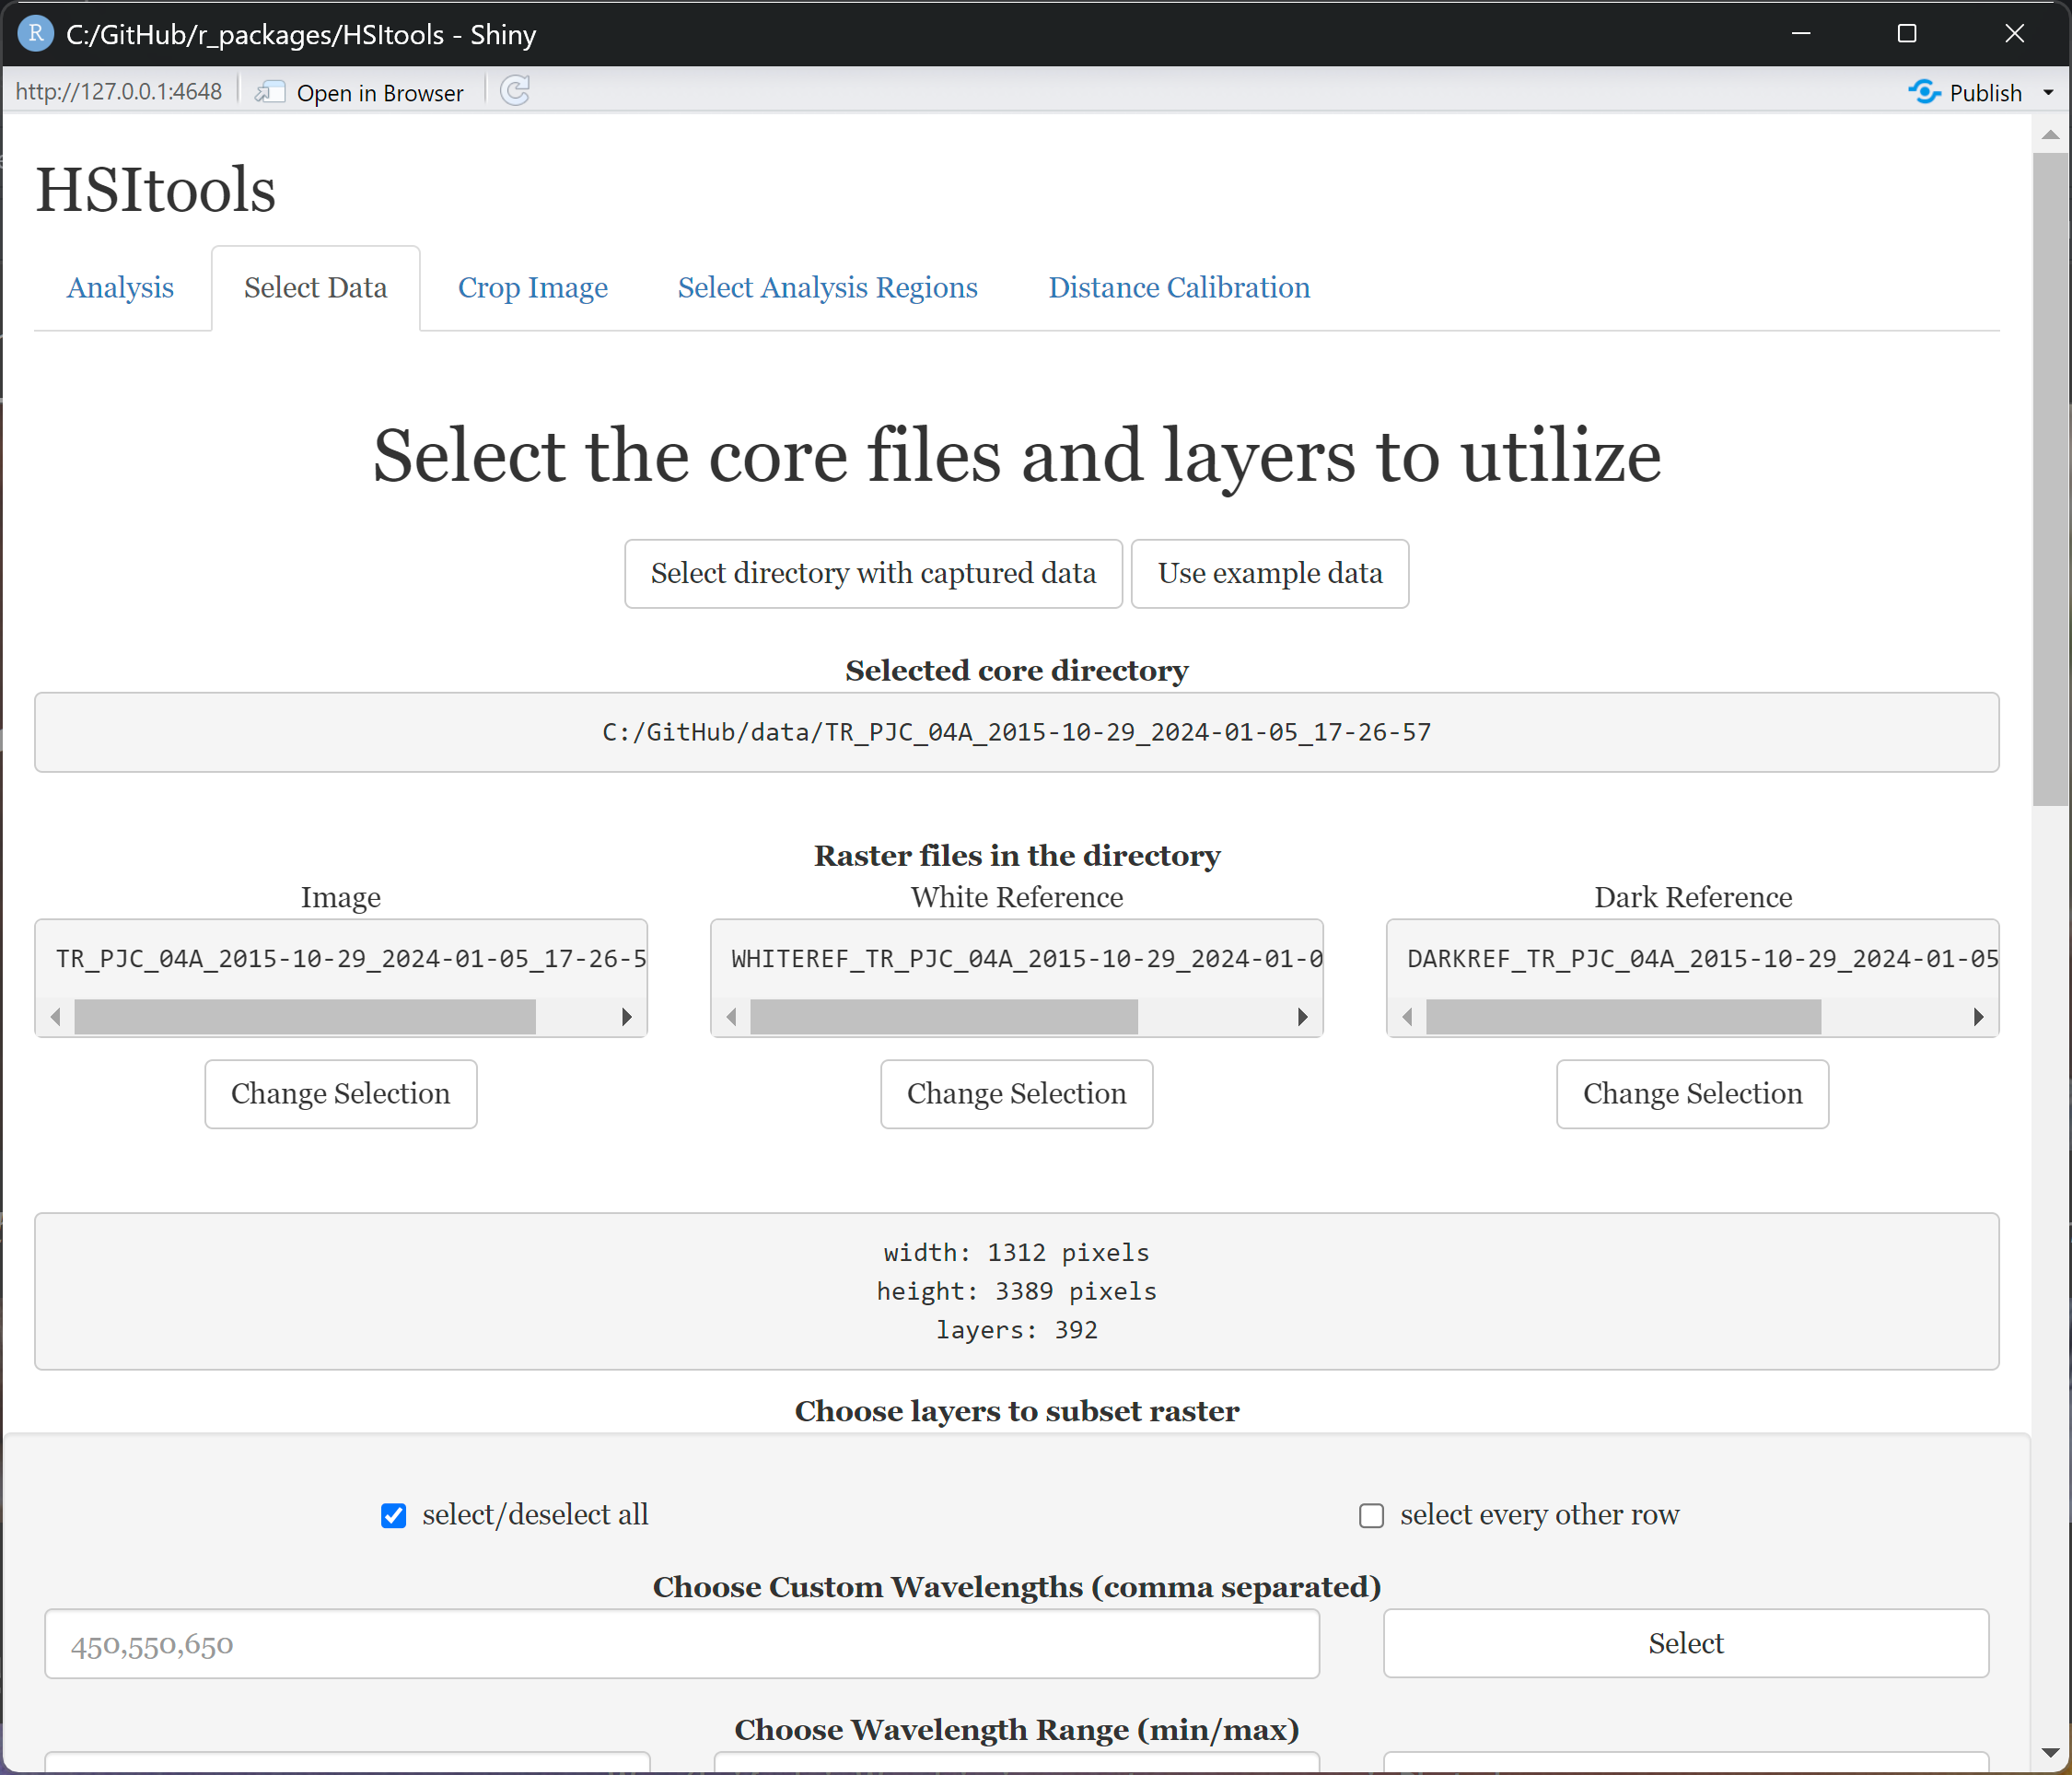 R C:/GitHub/r_packages/HSItools - Shiny
http://127.0.0.1:4648 Open in Browser Publish
HSItools
Analysis Select Data Crop Image Select Analysis Regions Distance Calibration
Select the core files and layers to utilize
Select directory with captured data Use example data
Selected core directory
C:/GitHub/data/TR_PJC_04A_2015-10-29_2024-01-05_17-26-57
Raster files in the directory
Image White Reference Dark Reference
TR_PJC_04A_2015-10-29_2024-01-05_17-26-5 WHITEREF_TR_PJC_04A_2015-10-29_2024-01-0 DARKREF_TR_PJC_04A_2015-10-29_2024-01-05
Change Selection Change Selection Change Selection
width: 1312 pixels
height: 3389 pixels
layers: 392
Choose layers to subset raster
select/deselect all select every other row
Choose Custom Wavelengths (comma separated)
450,550,650 Select
Choose Wavelength Range (min/max)